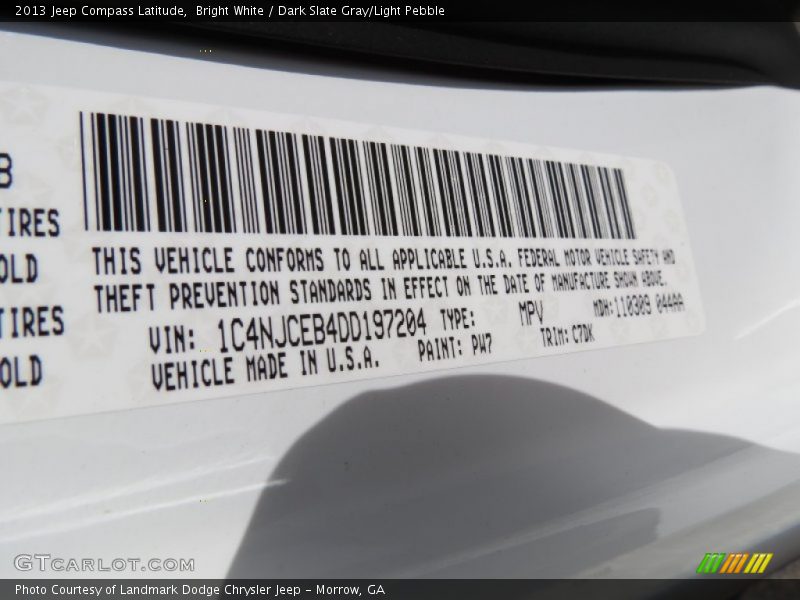 2013 Jeep Compass Latitude,  Bright White / Dark Slate Gray/Light Pebble
B
TIRES
OLD
TIRES
OLD
THIS VEHICLE CONFORMS TO ALL APPLICABLE U.S.A. FEDERAL MOTOR VEHICLE SAFETY AND
THEFT PREVENTION STANDARDS IN EFFECT ON THE DATE OF MANUFACTURE SHOWN ABOVE.
VIN: 1C4NJCEB4DD197204 TYPE: MPV MDH:110309 044AA
VEHICLE MADE IN U.S.A. PAINT: PW7 TRIM: C7DK
GTCARLOT.COM
Photo Courtesy of Landmark Dodge Chrysler Jeep - Morrow, GA